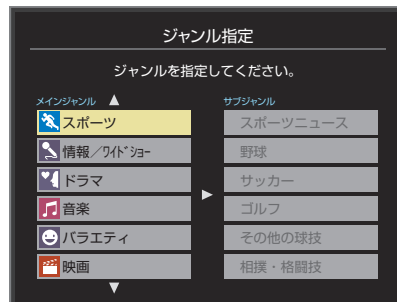 ジャンル指定
ジャンルを指定してください。
メインジャンル
スポーツ
情報／ワイドショー
ドラマ
音楽
バラエティ
映画
サブジャンル
スポーツニュース
野球
サッカー
ゴルフ
その他の球技
相撲・格闘技